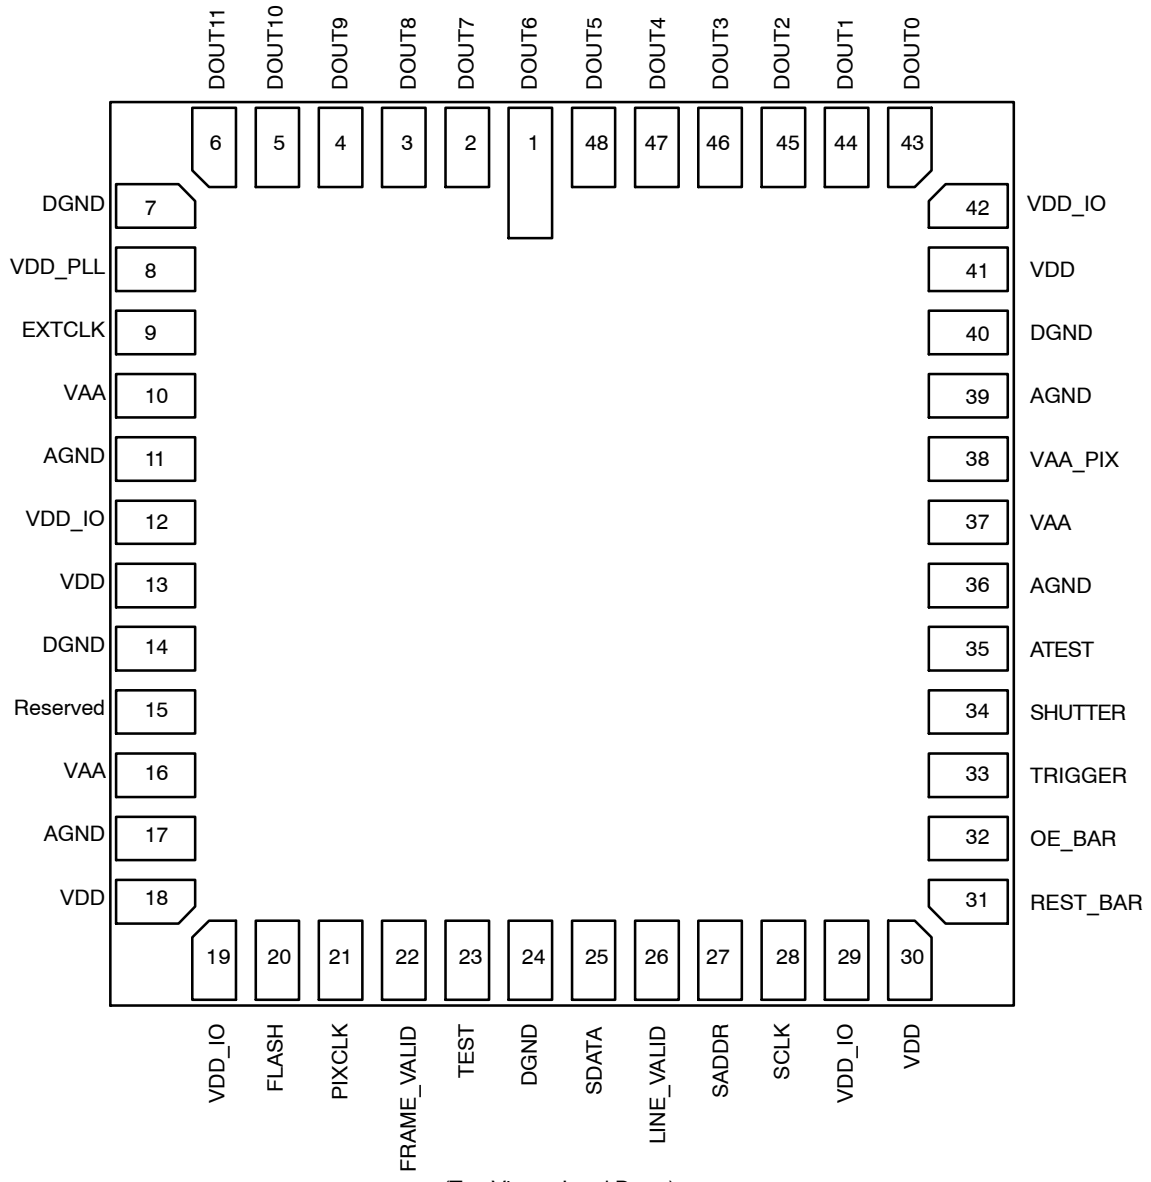 DOUT11
DOUT10
DOUT9
DOUT8
DOUT7
DOUT6
DOUT5
DOUT4
DOUT3
DOUT2
DOUT1
DOUT0
6 5 4 3 2 1 48 47 46 45 44 43
DGND 7
VDD_PLL 8
EXTCLK 9
VAA 10
AGND 11
VDD_IO 12
VDD 13
DGND 14
Reserved 15
VAA 16
AGND 17
VDD 18
42 VDD_IO
41 VDD
40 DGND
39 AGND
38 VAA_PIX
37 VAA
36 AGND
35 ATEST
34 SHUTTER
33 TRIGGER
32 OE_BAR
31 REST_BAR
19 20 21 22 23 24 25 26 27 28 29 30
VDD_IO
FLASH
PIXCLK
FRAME_VALID
TEST
DGND
SDATA
LINE_VALID
SADDR
SCLK
VDD_IO
VDD